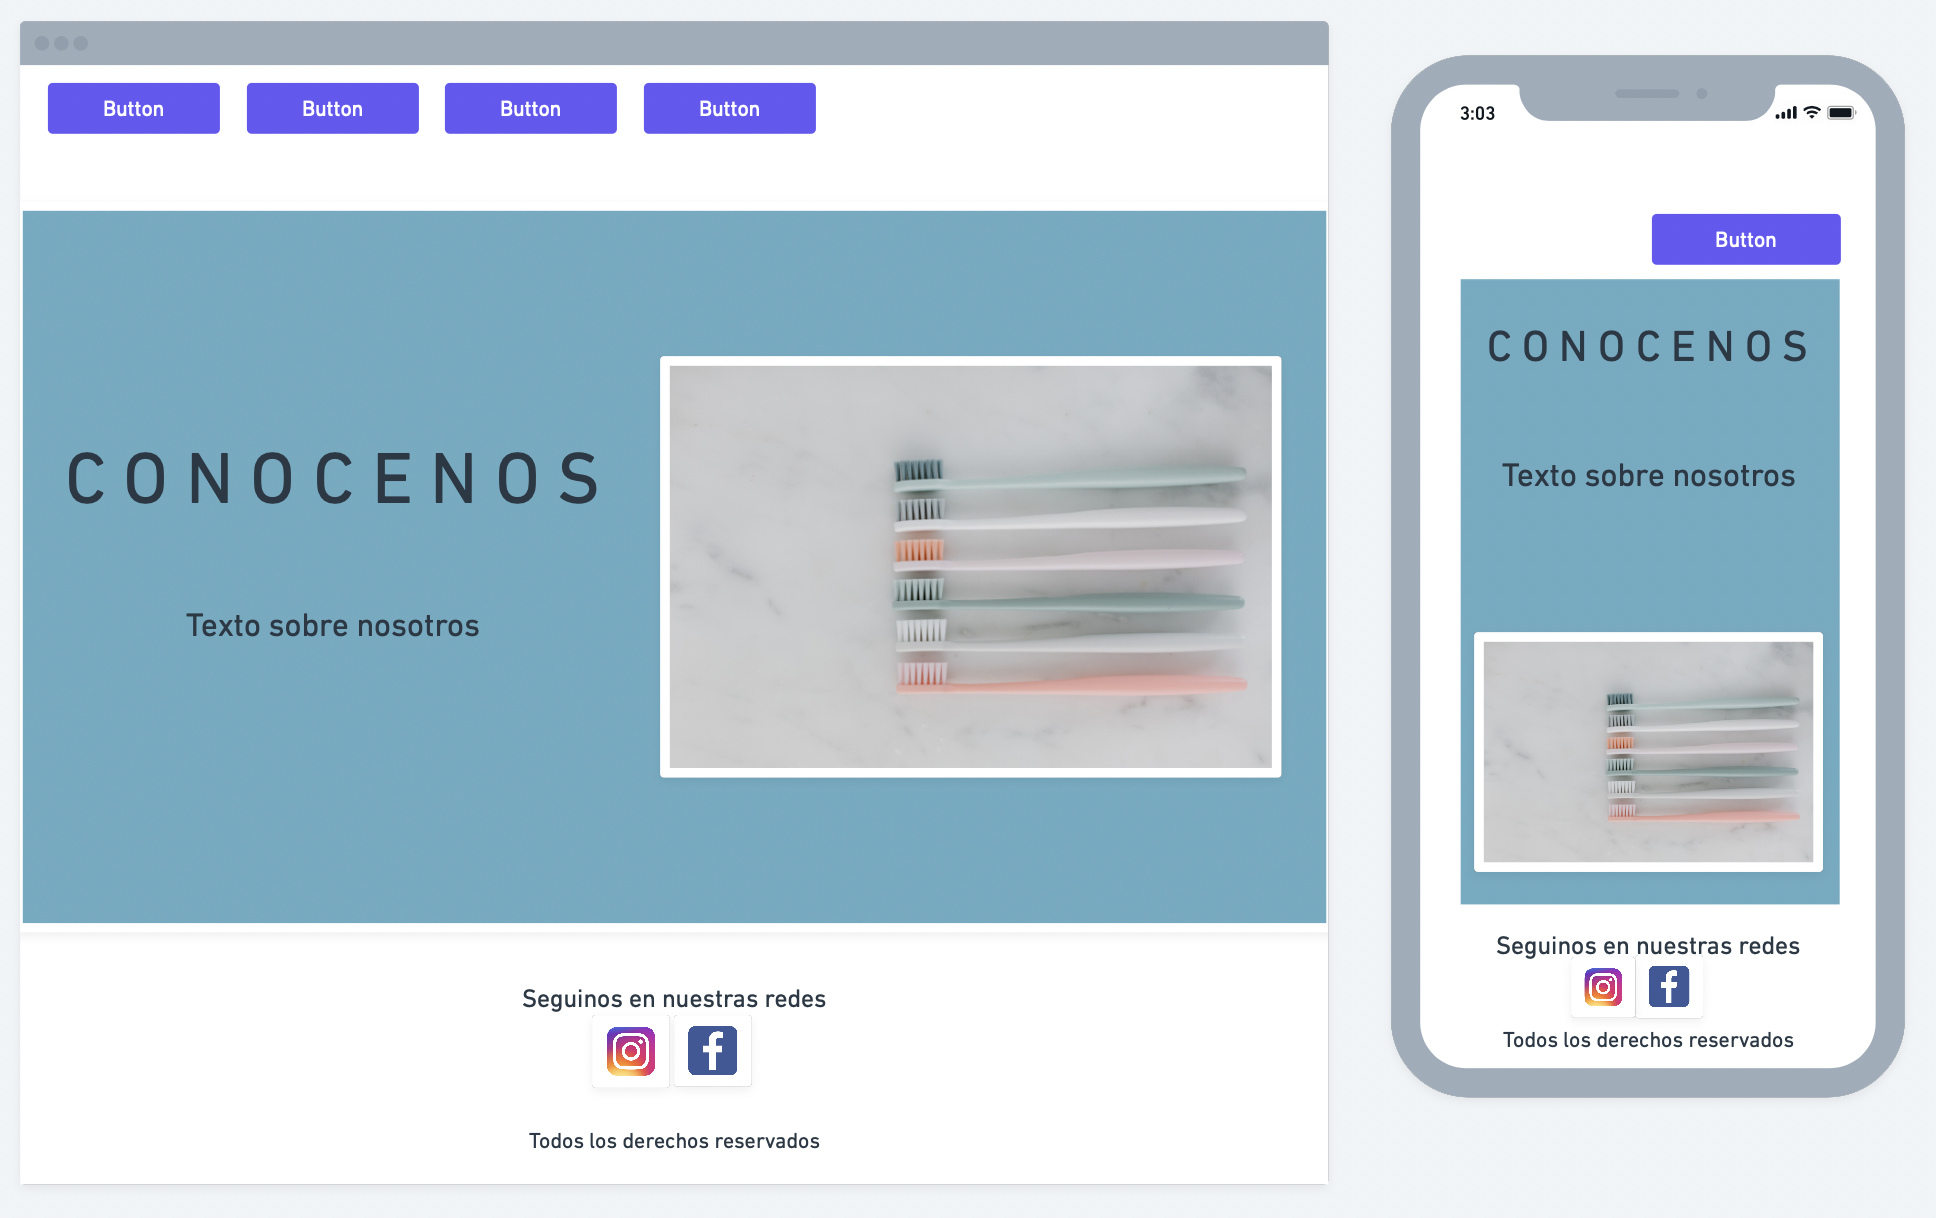 Button
Button
Button
Button
CONOCENOS
Texto sobre nosotros
Seguinos en nuestras redes
Todos los derechos reservados
3:03
Button
CONOCENOS
Texto sobre nosotros
Seguinos en nuestras redes
Todos los derechos reservados